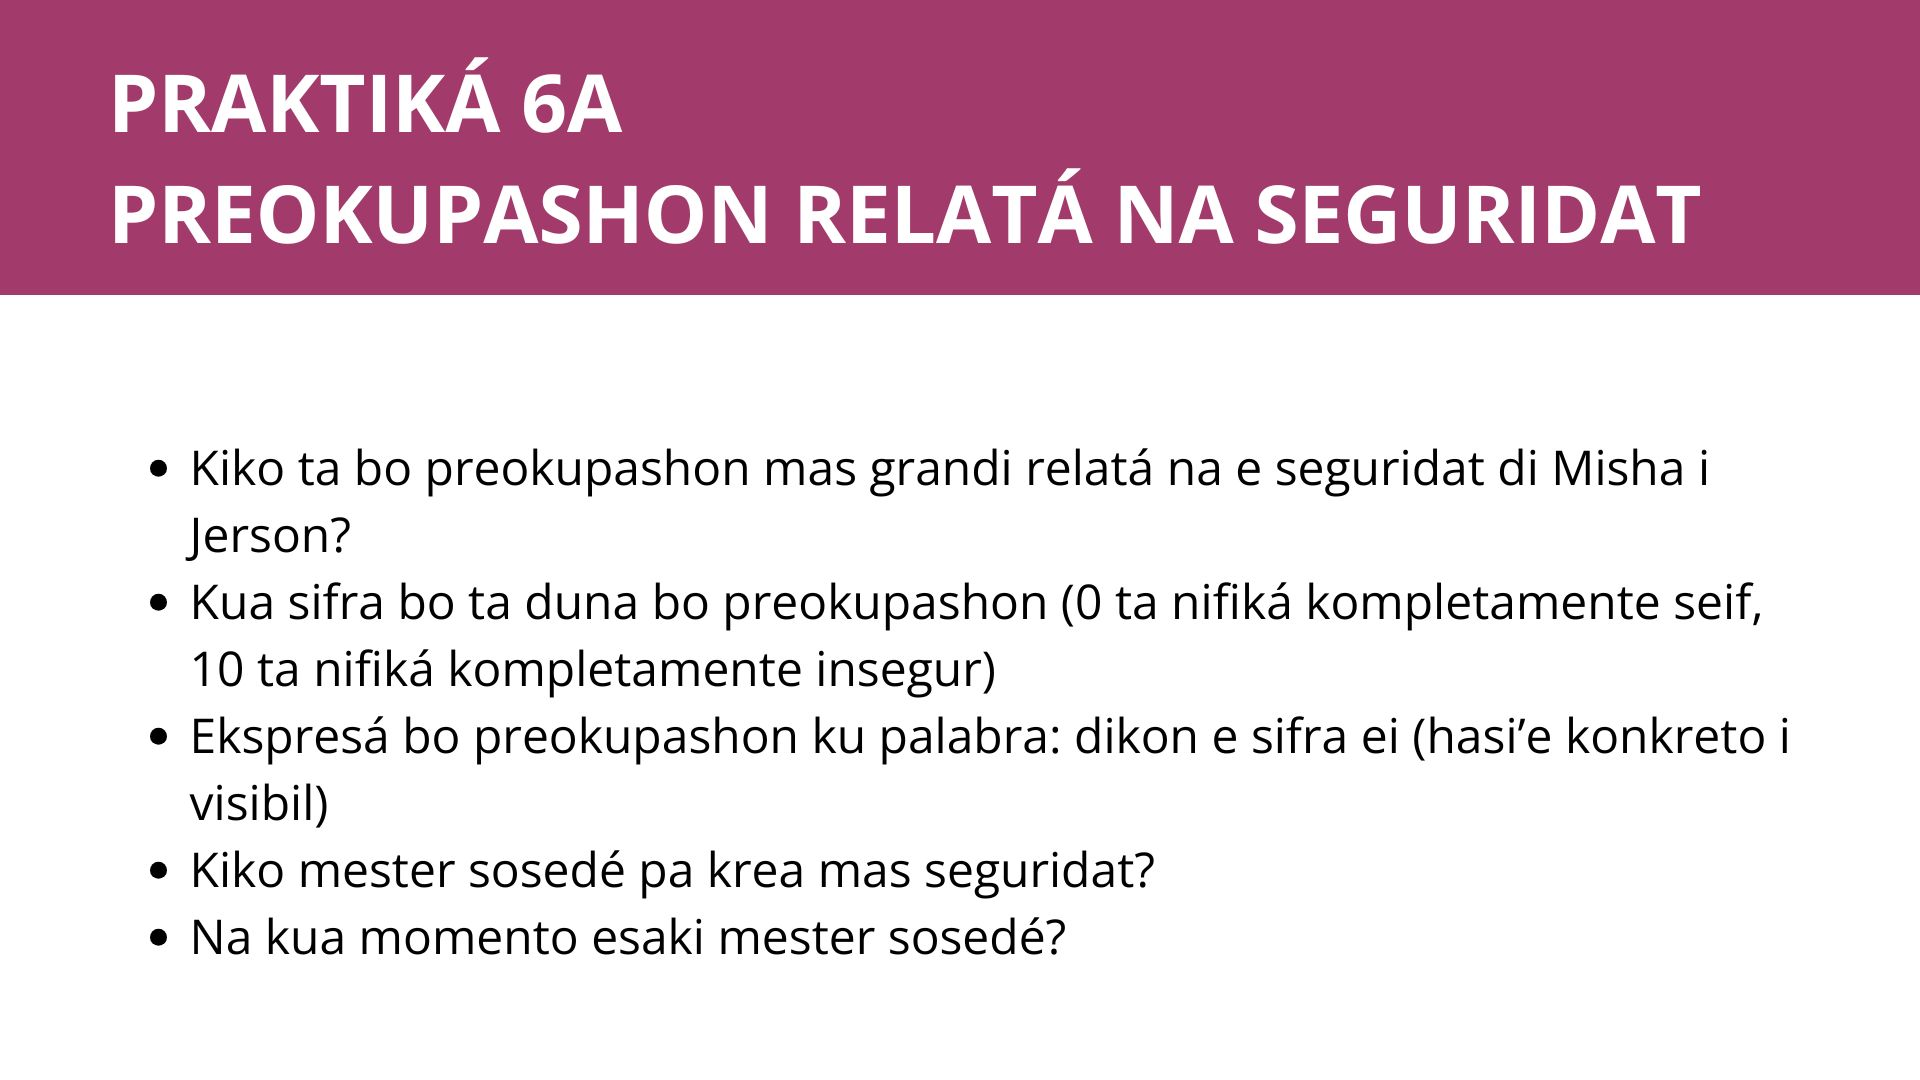 PRAKTIKÁ 6A
PREOKUPASHON RELATÁ NA SEGURIDAT
• Kiko ta bo preokupashon mas grandi relatá na e seguridat di Misha i
Jerson?
• Kua sifra bo ta duna bo preokupashon (0 ta nifiká kompletamente seif,
10 ta nifiká kompletamente insegur)
• Ekspresá bo preokupashon ku palabra: dikon e sifra ei (hasi’e konkreto i
visibil)
• Kiko mester sosedé pa krea mas seguridat?
• Na kua momento esaki mester sosedé?